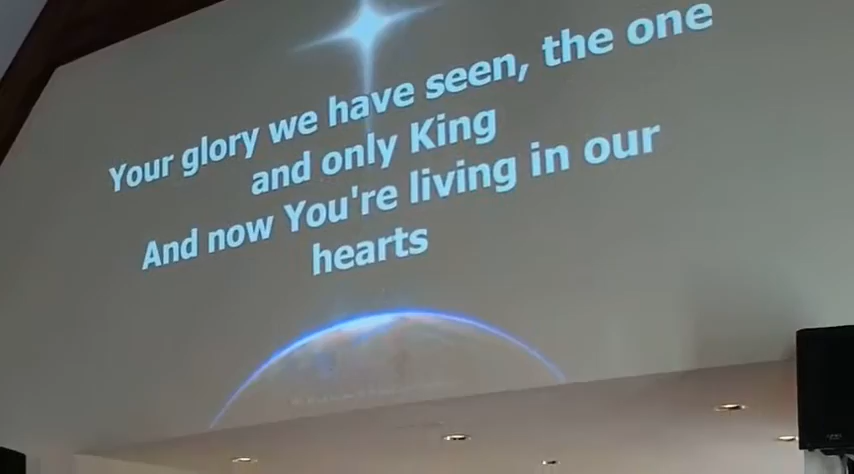 Your glory we have seen, the one
and only King
And now You're living in our
hearts